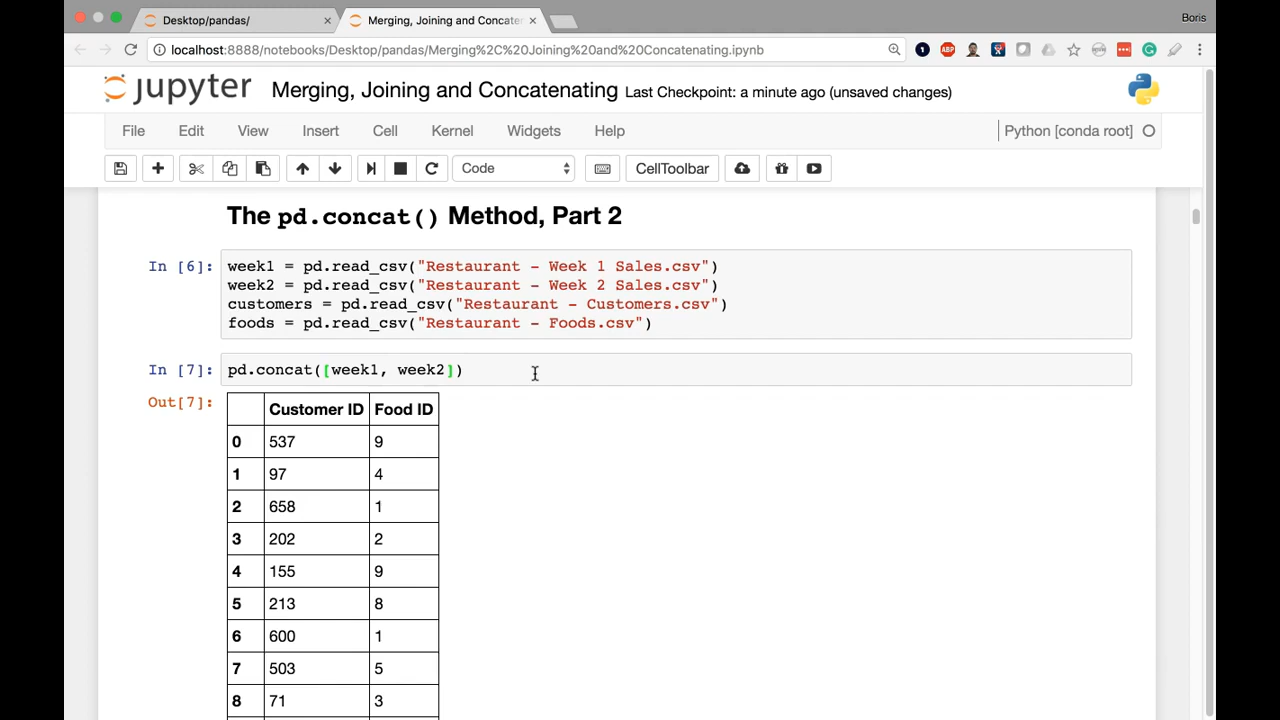 Desktop/pandas/
Merging, Joining and Concaten
Boris
localhost:8888/notebooks/Desktop/pandas/Merging%2C%20Joining%20and%20Concatenating.ipynb
1
ABP
jupyter
Merging, Joining and Concatenating Last Checkpoint: a minute ago (unsaved changes)
File Edit View Insert Cell Kernel Widgets Help
Python [conda root]
Code
CellToolbar
The pd.concat() Method, Part 2
In [6]:
week1 = pd.read_csv("Restaurant - Week 1 Sales.csv")
week2 = pd.read_csv("Restaurant - Week 2 Sales.csv")
customers = pd.read_csv("Restaurant - Customers.csv")
foods = pd.read_csv("Restaurant - Foods.csv")
In [7]: pd.concat([week1, week2])
Out[7]:
Customer ID Food ID
0 537 9
1 97 4
2 658 1
3 202 2
4 155 9
5 213 8
6 600 1
7 503 5
8 71 3